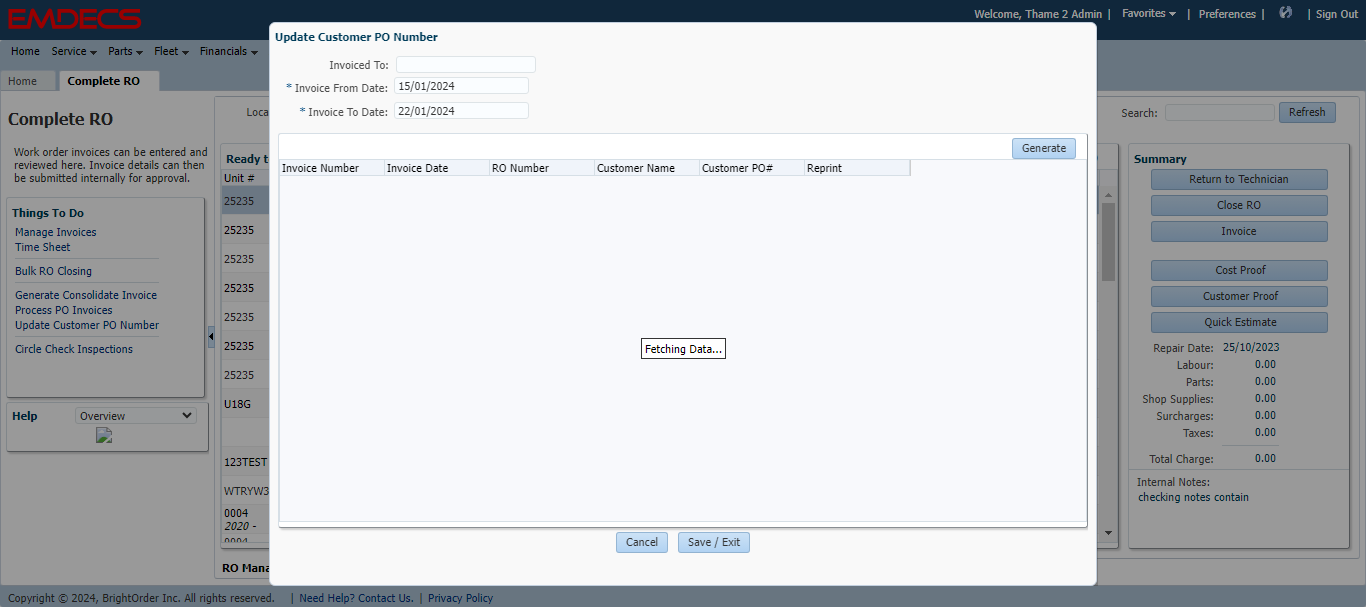 EMDECS
Welcome, Thame 2 Admin | Favorites | Preferences | | Sign Out
Home Service Parts Fleet Financials
Home Complete RO
Complete RO
Work order invoices can be entered and
reviewed here. Invoice details can then
be submitted internally for approval.
Things To Do
Manage Invoices
Time Sheet
Bulk RO Closing
Generate Consolidate Invoice
Process PO Invoices
Update Customer PO Number
Circle Check Inspections
Help Overview
Loca
Ready t
Unit #
25235
25235
25235
25235
25235
25235
25235
U18G
123TEST
WTRYW3
0004
2020 -
0004
RO Mana
Update Customer PO Number
Invoiced To:
* Invoice From Date: 15/01/2024
* Invoice To Date: 22/01/2024
Generate
Invoice Number Invoice Date RO Number Customer Name Customer PO# Reprint
Fetching Data...
Cancel Save / Exit
Search: Refresh
Summary
Return to Technician
Close RO
Invoice
Cost Proof
Customer Proof
Quick Estimate
Repair Date: 25/10/2023
Labour: 0.00
Parts: 0.00
Shop Supplies: 0.00
Surcharges: 0.00
Taxes: 0.00
Total Charge: 0.00
Internal Notes:
checking notes contain
Copyright © 2024, BrightOrder Inc. All rights reserved. | Need Help? Contact Us. | Privacy Policy